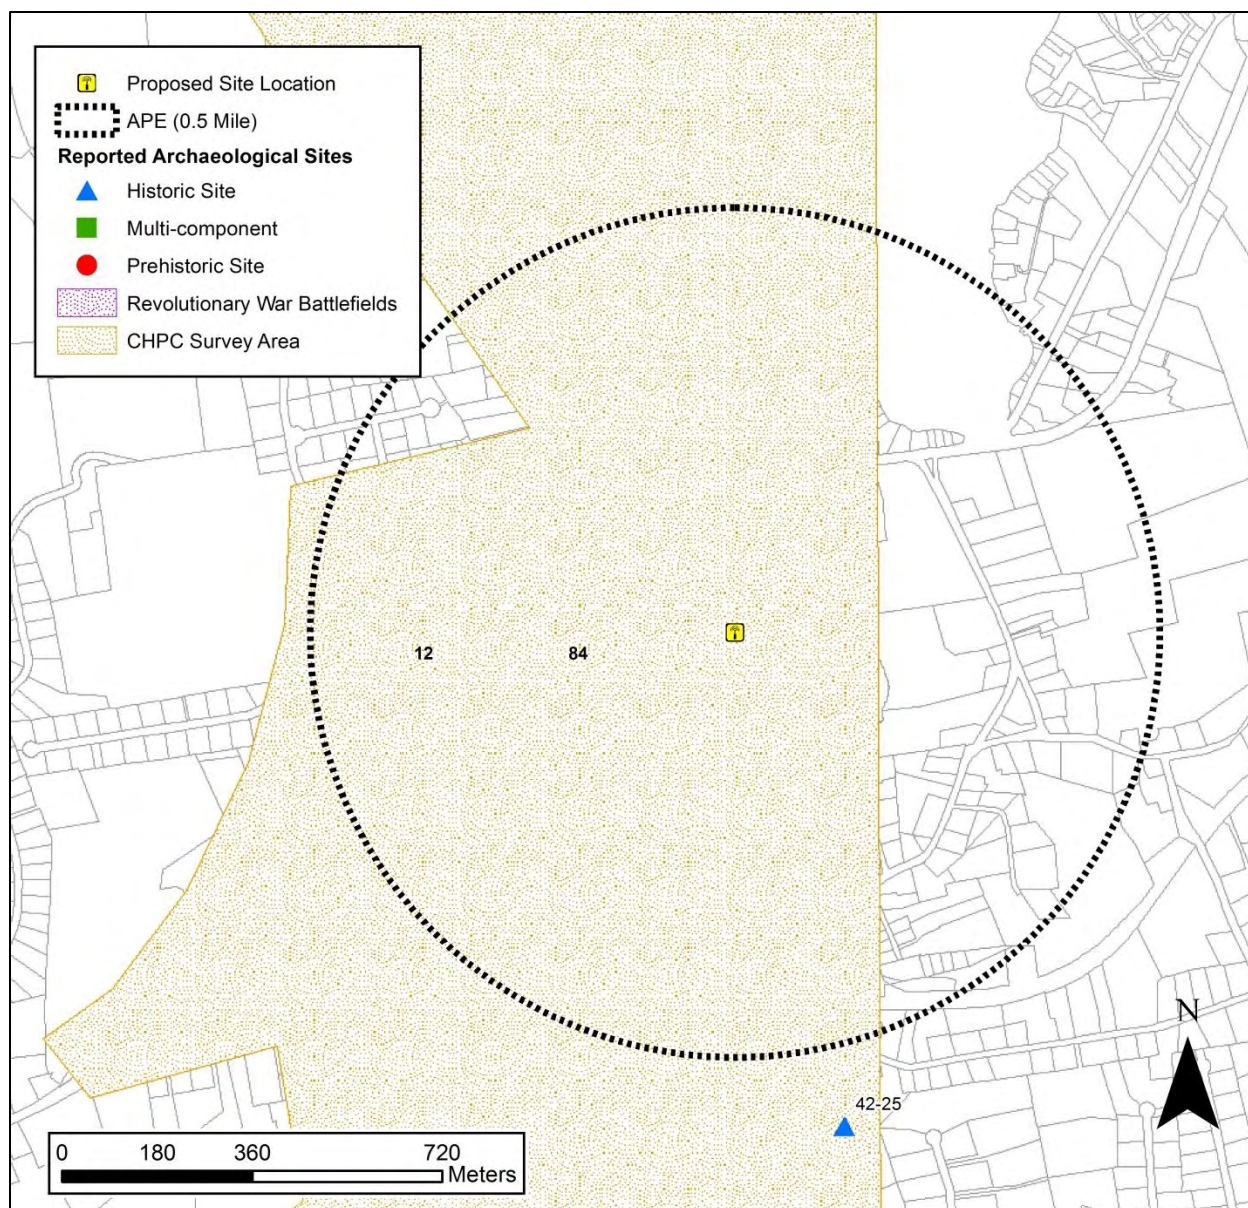 Proposed Site Location
APE (0.5 Mile)
Reported Archaeological Sites
Historic Site
Multi-component
Prehistoric Site
Revolutionary War Battlefields
CHPC Survey Area
12
84
N
42-25
0 180 360 720
Meters